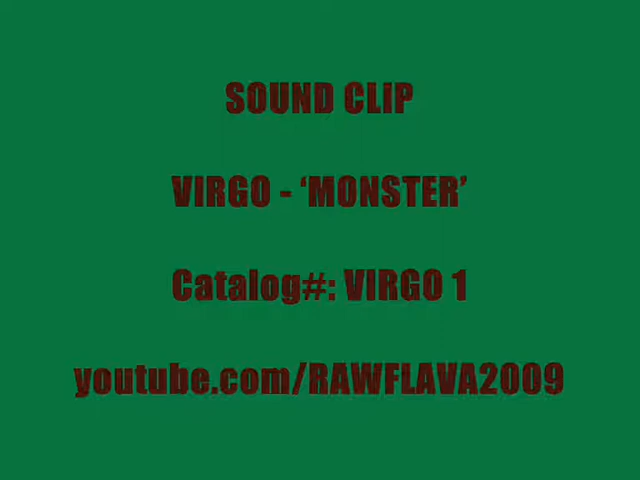 SOUND CLIP
VIRGO - ‘MONSTER’
Catalog#: VIRGO 1
youtube.com/RAWFLAVA2009